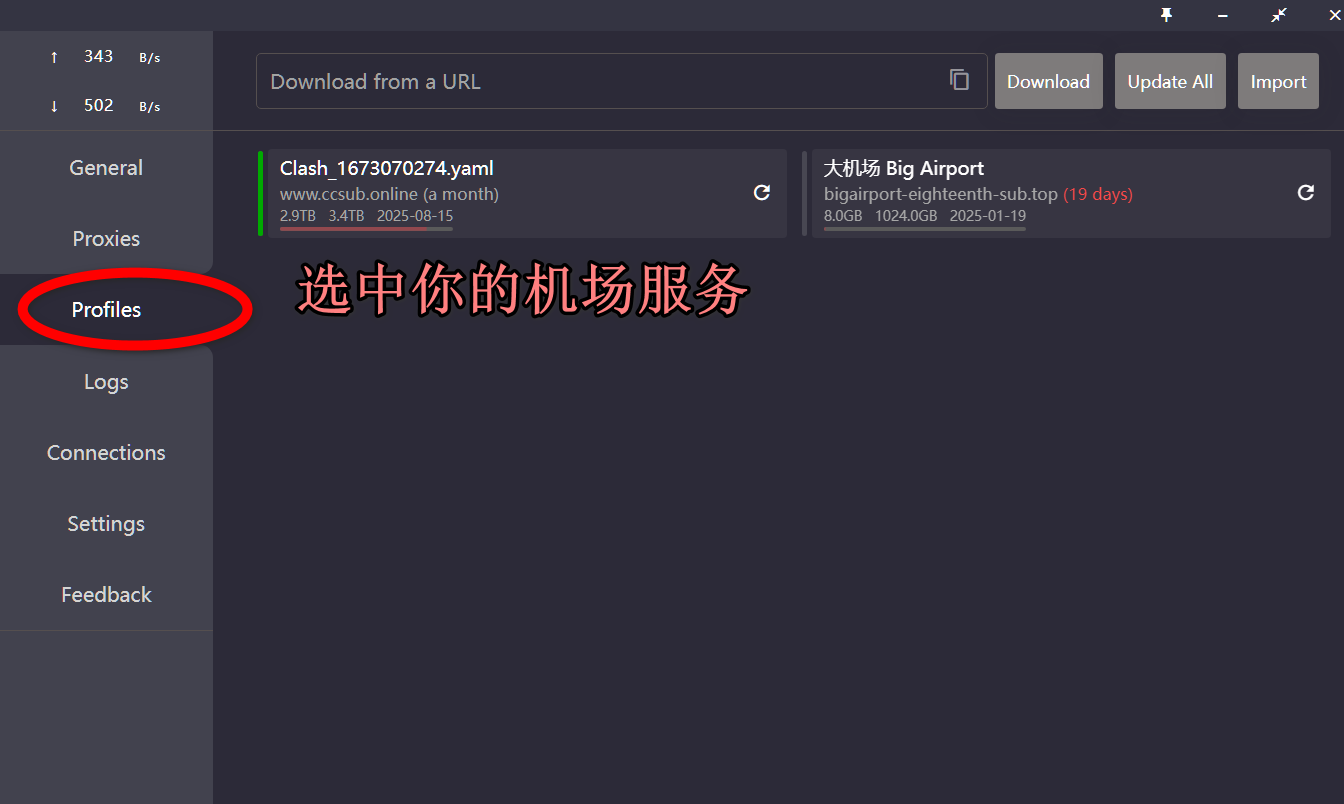 ↑ 343 B/s
↓ 502 B/s
General
Proxies
Profiles
Logs
Connections
Settings
Feedback
Download from a URL
Download
Update All
Import
Clash_1673070274.yaml
www.ccsub.online (a month)
2.9TB 3.4TB 2025-08-15
大机场 Big Airport
bigairport-eighteenth-sub.top (19 days)
8.0GB 1024.0GB 2025-01-19
选中你的机场服务